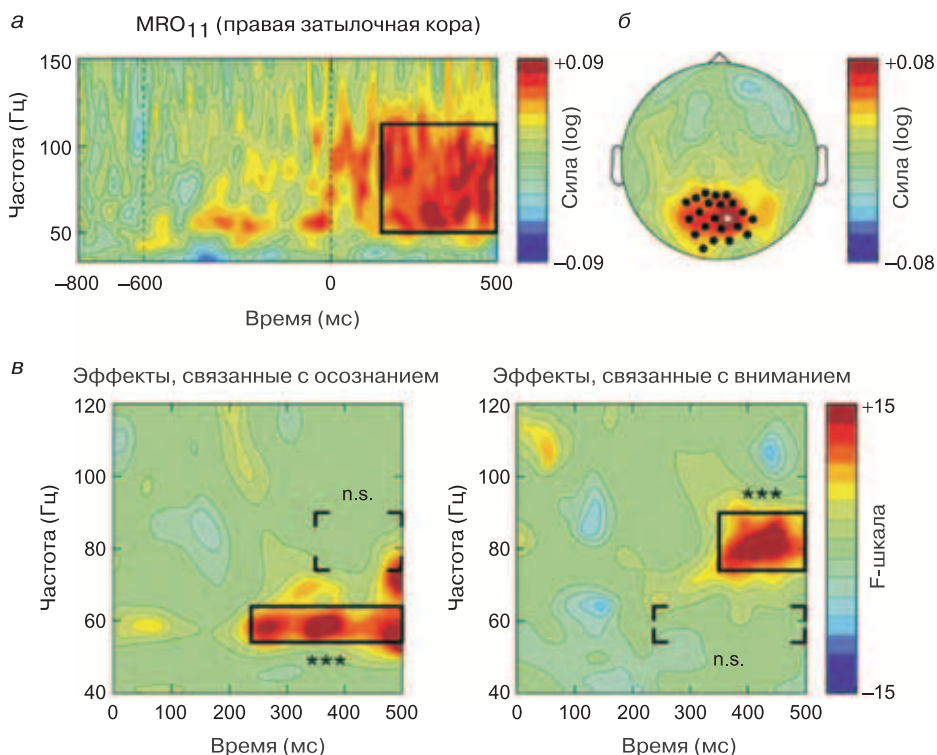 а
MRO11 (правая затылочная кора)
б
150
100
50
Частота (Гц)
–800
–600
0
500
Время (мс)
+0.09
–0.09
Сила (log)
+0.08
–0.08
Сила (log)
в
Эффекты, связанные с осознанием
120
100
80
60
40
Частота (Гц)
n.s.
***
0
100
200
300
400
500
Время (мс)
Эффекты, связанные с вниманием
120
100
80
60
40
Частота (Гц)
***
n.s.
0
100
200
300
400
500
Время (мс)
+15
–15
F-шкала